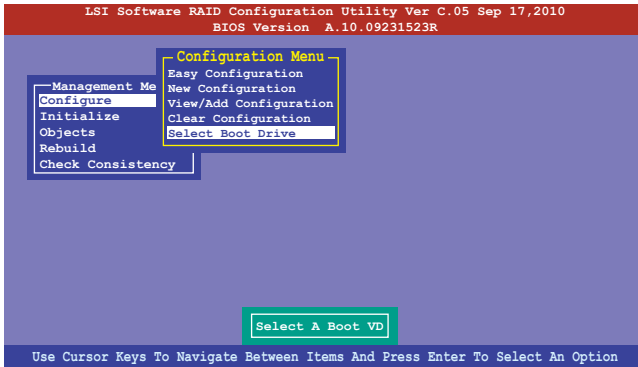 LSI Software RAID Configuration Utility Ver C.05 Sep 17,2010
BIOS Version A.10.09231523R
Configuration Menu
Easy Configuration
New Configuration
View/Add Configuration
Clear Configuration
Select Boot Drive
Management Me
Configure
Initialize
Objects
Rebuild
Check Consistency
Select A Boot VD
Use Cursor Keys To Navigate Between Items And Press Enter To Select An Option